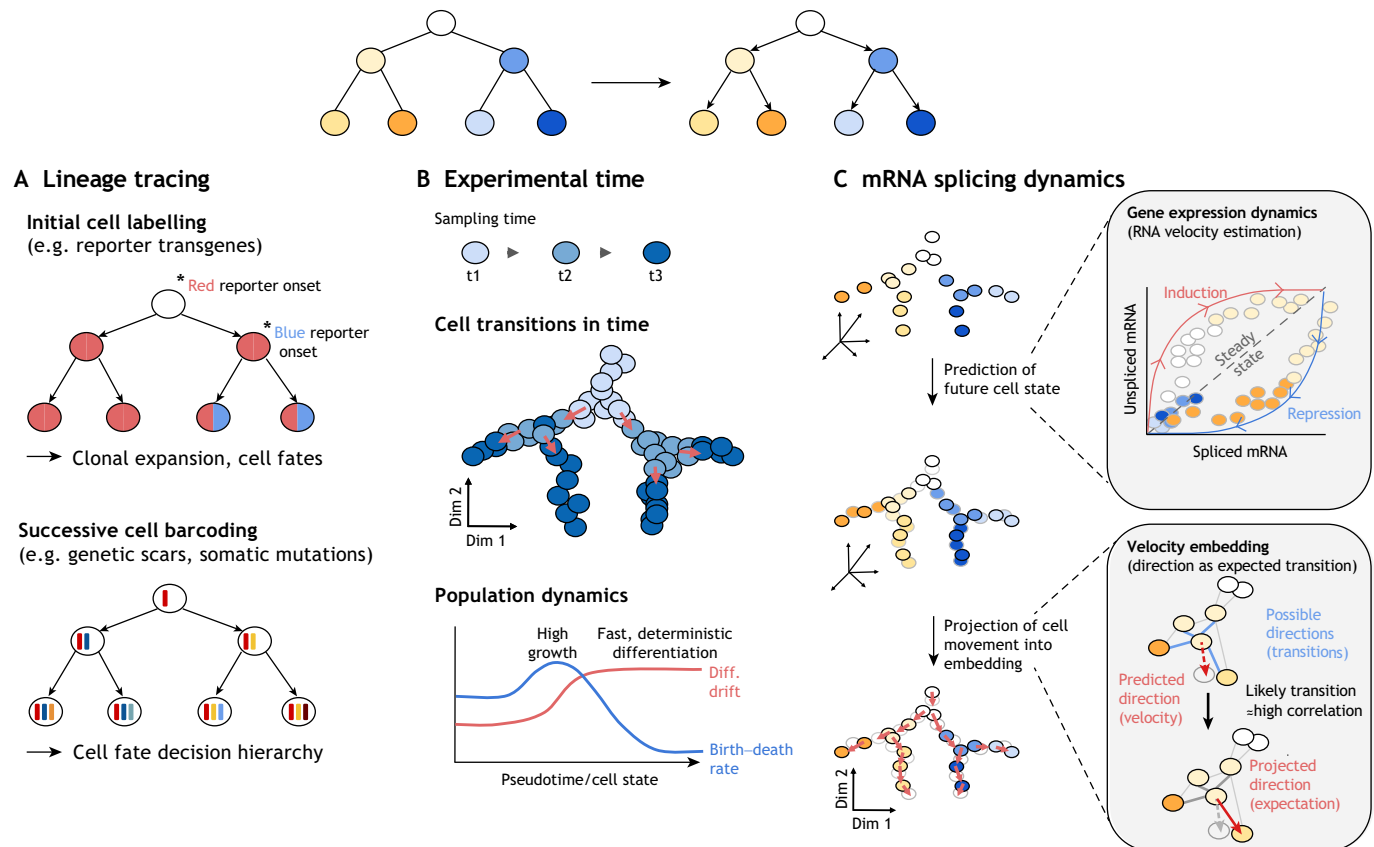 A Lineage tracing
Initial cell labelling
(e.g. reporter transgenes)
* Red reporter onset
* Blue reporter
onset
Clonal expansion, cell fates
Successive cell barcoding
(e.g. genetic scars, somatic mutations)
Cell fate decision hierarchy
B Experimental time
Sampling time
t1
t2
t3
Cell transitions in time
Dim 2
Dim 1
Population dynamics
High
growth
Fast, deterministic
differentiation
Diff.
drift
Birth–death
rate
Pseudotime/cell state
C mRNA splicing dynamics
Prediction of
future cell state
Projection of cell
movement into
embedding
Dim 2
Dim 1
Gene expression dynamics
(RNA velocity estimation)
Induction
Steady
state
Repression
Unspliced mRNA
Spliced mRNA
Velocity embedding
(direction as expected transition)
Possible
directions
(transitions)
Predicted
direction
(velocity)
Likely transition
≈high correlation
Projected
direction
(expectation)